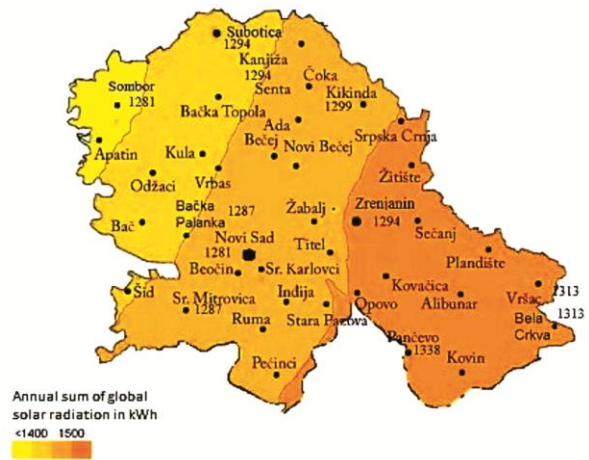 Subotica
1294
Kanjiža
1294
Sombor
1281
Čoka
Senta
Kikinda
1299
Bačka Topola
Ada
Srpska Crnja
Apatin
Kula
Bečej
Novi Bečej
Odžaci
Vrbas
Žitište
Bačka
Palanka
1287
Žabalj
Zrenjanin
1294
Bač
Sečanj
Novi Sad
1281
Titel
Plandište
Beočin
Sr. Karlovci
Kovačica
Šid
Sr. Mitrovica
1287
Inđija
Opovo
Alibunar
Vršac
1313
Ruma
Stara Pazova
Bela
Crkva
1313
Pančevo
1338
Pećinci
Kovin
Annual sum of global
solar radiation in kWh
<1400 1500